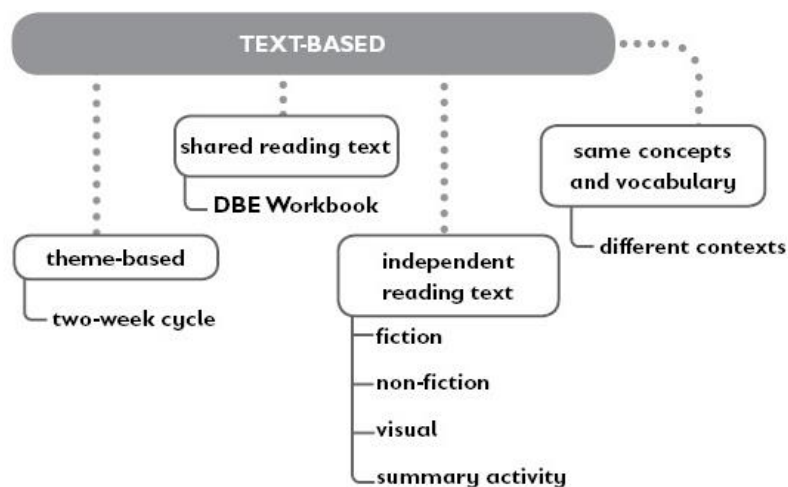 TEXT-BASED
shared reading text
DBE Workbook
same concepts
and vocabulary
different contexts
theme-based
two-week cycle
independent
reading text
fiction
non-fiction
visual
summary activity